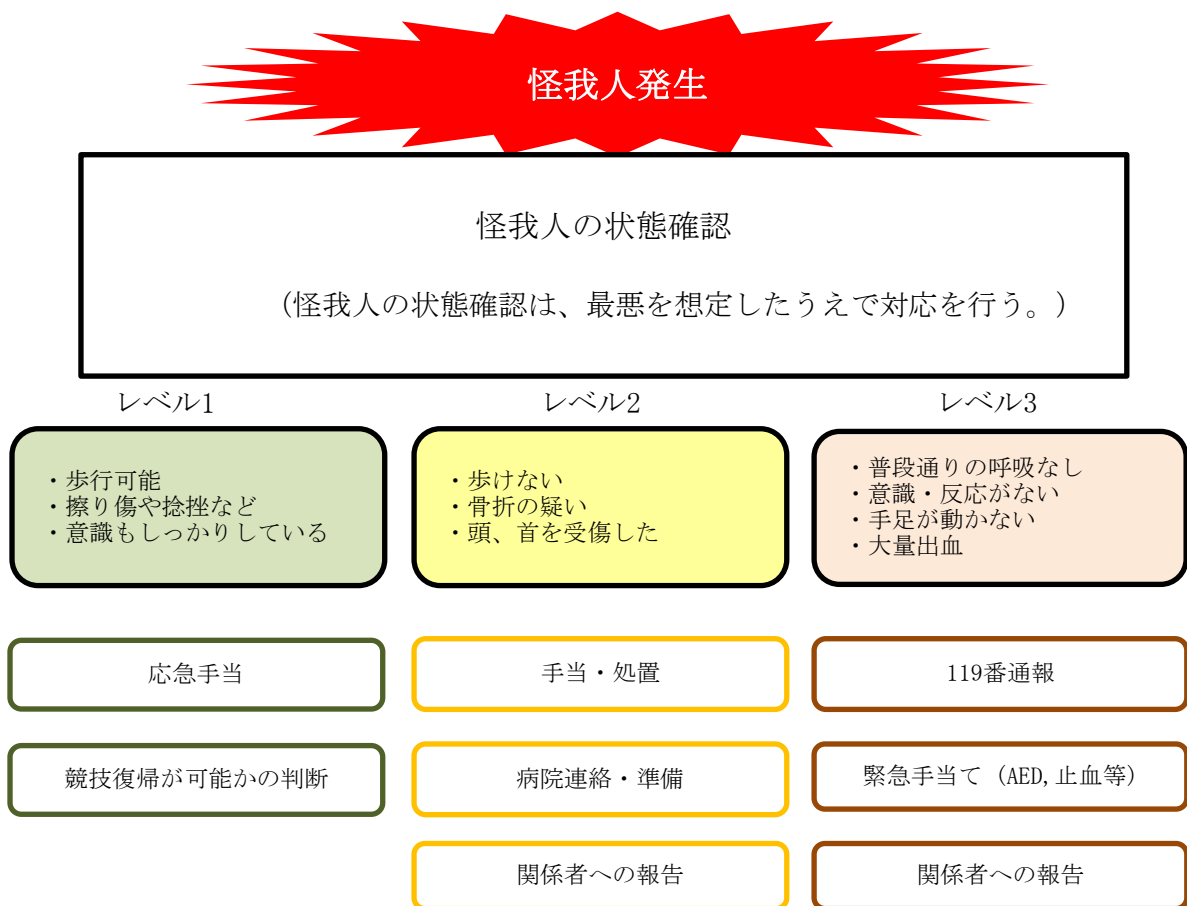 怪我人発生
怪我人の状態確認
（怪我人の状態確認は、最悪を想定したうえで対応を行う。）
レベル1
・歩行可能
・擦り傷や捻挫など
・意識もしっかりしている
応急手当
競技復帰が可能かの判断
レベル2
・歩けない
・骨折の疑い
・頭、首を受傷した
手当・処置
病院連絡・準備
関係者への報告
レベル3
・普段通りの呼吸なし
・意識・反応がない
・手足が動かない
・大量出血
119番通報
緊急手当て（AED,止血等）
関係者への報告